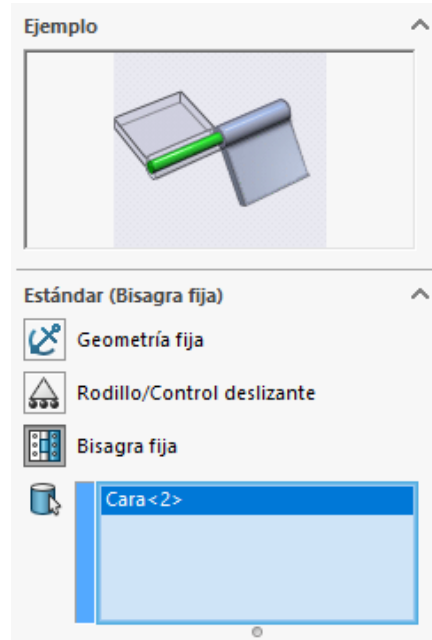 Ejemplo
Estándar (Bisagra fija)
Geometría fija
Rodillo/Control deslizante
Bisagra fija
Cara<2>